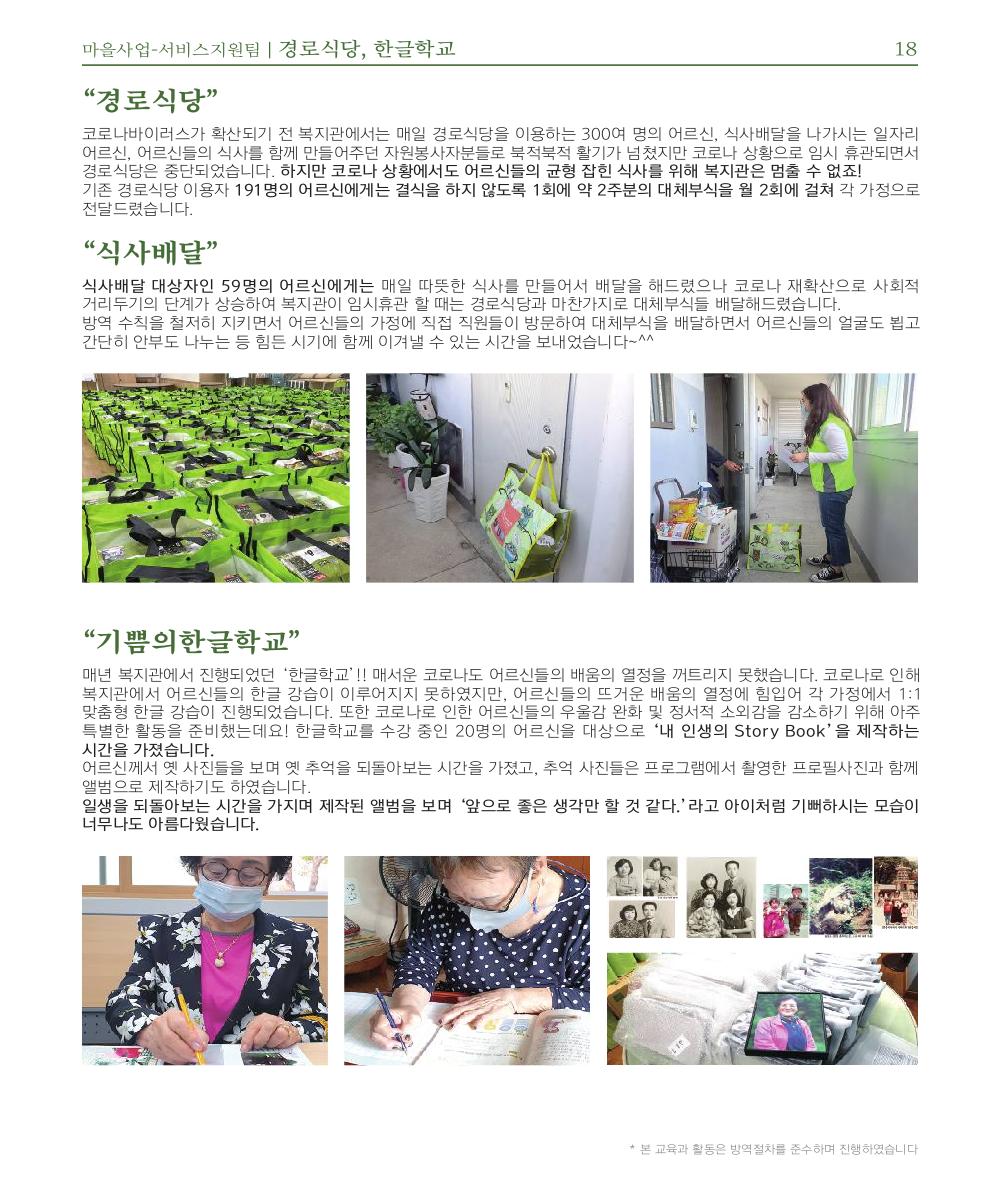 마을사업-서비스지원팀 | 경로식당, 한글학교 18
“경로식당”
코로나바이러스가 확산되기 전 복지관에서는 매일 경로식당을 이용하는 300여 명의 어르신, 식사배달을 나가시는 일자리
어르신, 어르신들의 식사를 함께 만들어주던 자원봉사자분들로 북적북적 활기가 넘쳤지만 코로나 상황으로 임시 휴관되면서
경로식당은 중단되었습니다. 하지만 코로나 상황에서도 어르신들의 균형 잡힌 식사를 위해 복지관은 멈출 수 없죠!
기존 경로식당 이용자 191명의 어르신에게는 결식을 하지 않도록 1회에 약 2주분의 대체부식을 월 2회에 걸쳐 각 가정으로
전달드렸습니다.
“식사배달”
식사배달 대상자인 59명의 어르신에게는 매일 따뜻한 식사를 만들어서 배달을 해드렸으나 코로나 재확산으로 사회적
거리두기의 단계가 상승하여 복지관이 임시휴관 할 때는 경로식당과 마찬가지로 대체부식들 배달해드렸습니다.
방역 수칙을 철저히 지키면서 어르신들의 가정에 직접 직원들이 방문하여 대체부식을 배달하면서 어르신들의 얼굴도 뵙고
간단히 안부도 나누는 등 힘든 시기에 함께 이겨낼 수 있는 시간을 보내었습니다~^^
“기쁨의한글학교”
매년 복지관에서 진행되었던 ‘한글학교’!! 매서운 코로나도 어르신들의 배움의 열정을 꺼트리지 못했습니다. 코로나로 인해
복지관에서 어르신들의 한글 강습이 이루어지지 못하였지만, 어르신들의 뜨거운 배움의 열정에 힘입어 각 가정에서 1:1
맞춤형 한글 강습이 진행되었습니다. 또한 코로나로 인한 어르신들의 우울감 완화 및 정서적 소외감을 감소하기 위해 아주
특별한 활동을 준비했는데요! 한글학교를 수강 중인 20명의 어르신을 대상으로 ‘내 인생의 Story Book’을 제작하는
시간을 가졌습니다.
어르신께서 옛 사진들을 보며 옛 추억을 되돌아보는 시간을 가졌고, 추억 사진들은 프로그램에서 촬영한 프로필사진과 함께
앨범으로 제작하기도 하였습니다.
일생을 되돌아보는 시간을 가지며 제작된 앨범을 보며 ‘앞으로 좋은 생각만 할 것 같다.’라고 아이처럼 기뻐하시는 모습이
너무나도 아름다웠습니다.
* 본 교육과 활동은 방역절차를 준수하며 진행하였습니다